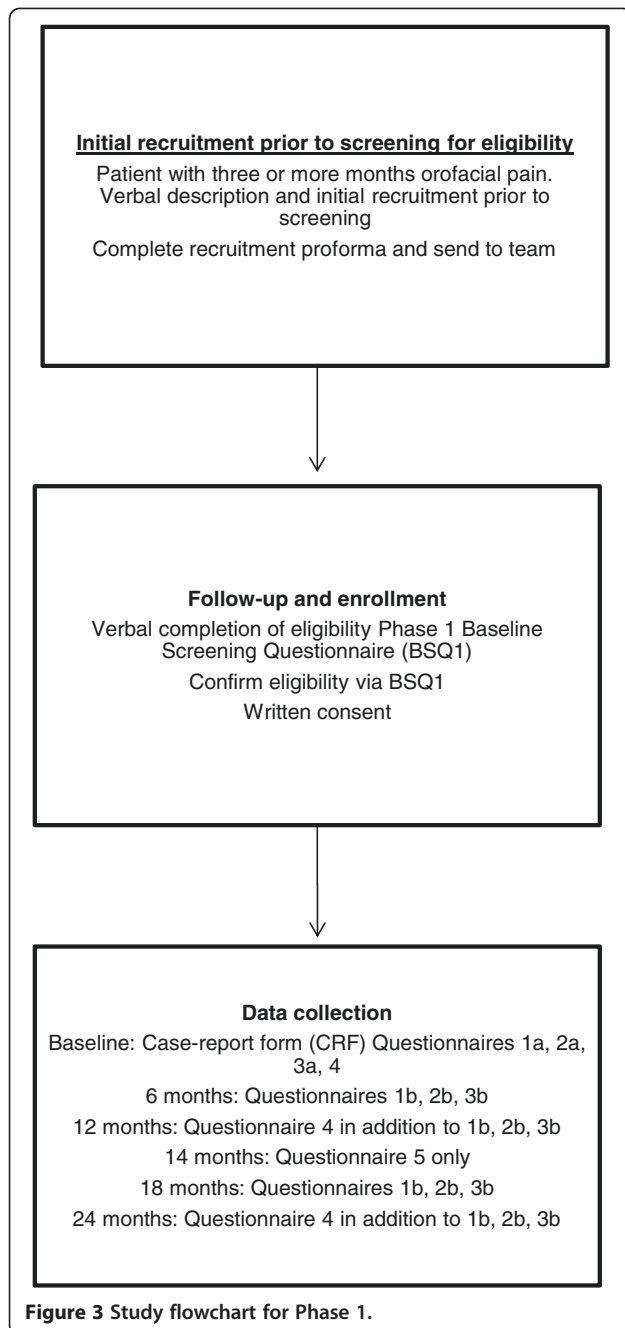 Initial recruitment prior to screening for eligibility
Patient with three or more months orofacial pain.
Verbal description and initial recruitment prior to
screening
Complete recruitment proforma and send to team
Follow-up and enrollment
Verbal completion of eligibility Phase 1 Baseline
Screening Questionnaire (BSQ1)
Confirm eligibility via BSQ1
Written consent
Data collection
Baseline: Case-report form (CRF) Questionnaires 1a, 2a,
3a, 4
6 months: Questionnaires 1b, 2b, 3b
12 months: Questionnaire 4 in addition to 1b, 2b, 3b
14 months: Questionnaire 5 only
18 months: Questionnaires 1b, 2b, 3b
24 months: Questionnaire 4 in addition to 1b, 2b, 3b
Figure 3 Study flowchart for Phase 1.